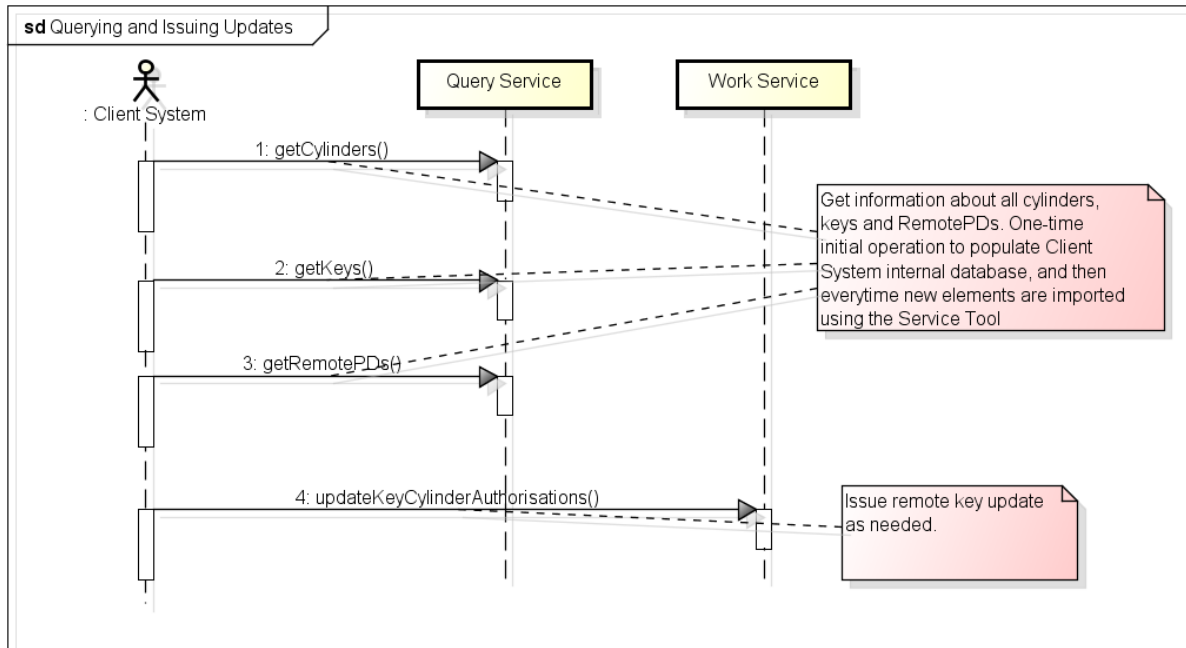 sd Querying and Issuing Updates
: Client System
Query Service
Work Service
1: getCylinders()
2: getKeys()
3: getRemotePDs()
Get information about all cylinders,
keys and RemotePDs. One-time
initial operation to populate Client
System internal database, and then
everytime new elements are imported
using the Service Tool
4: updateKeyCylinderAuthorisations()
Issue remote key update
as needed.